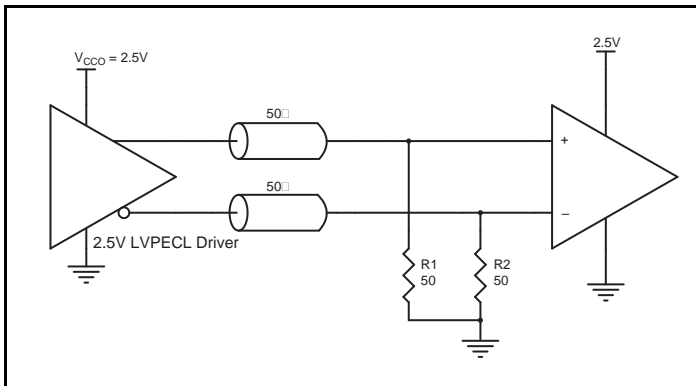 V_CCO = 2.5V
2.5V
50□
50□
+
−
2.5V LVPECL Driver
R1
50
R2
50